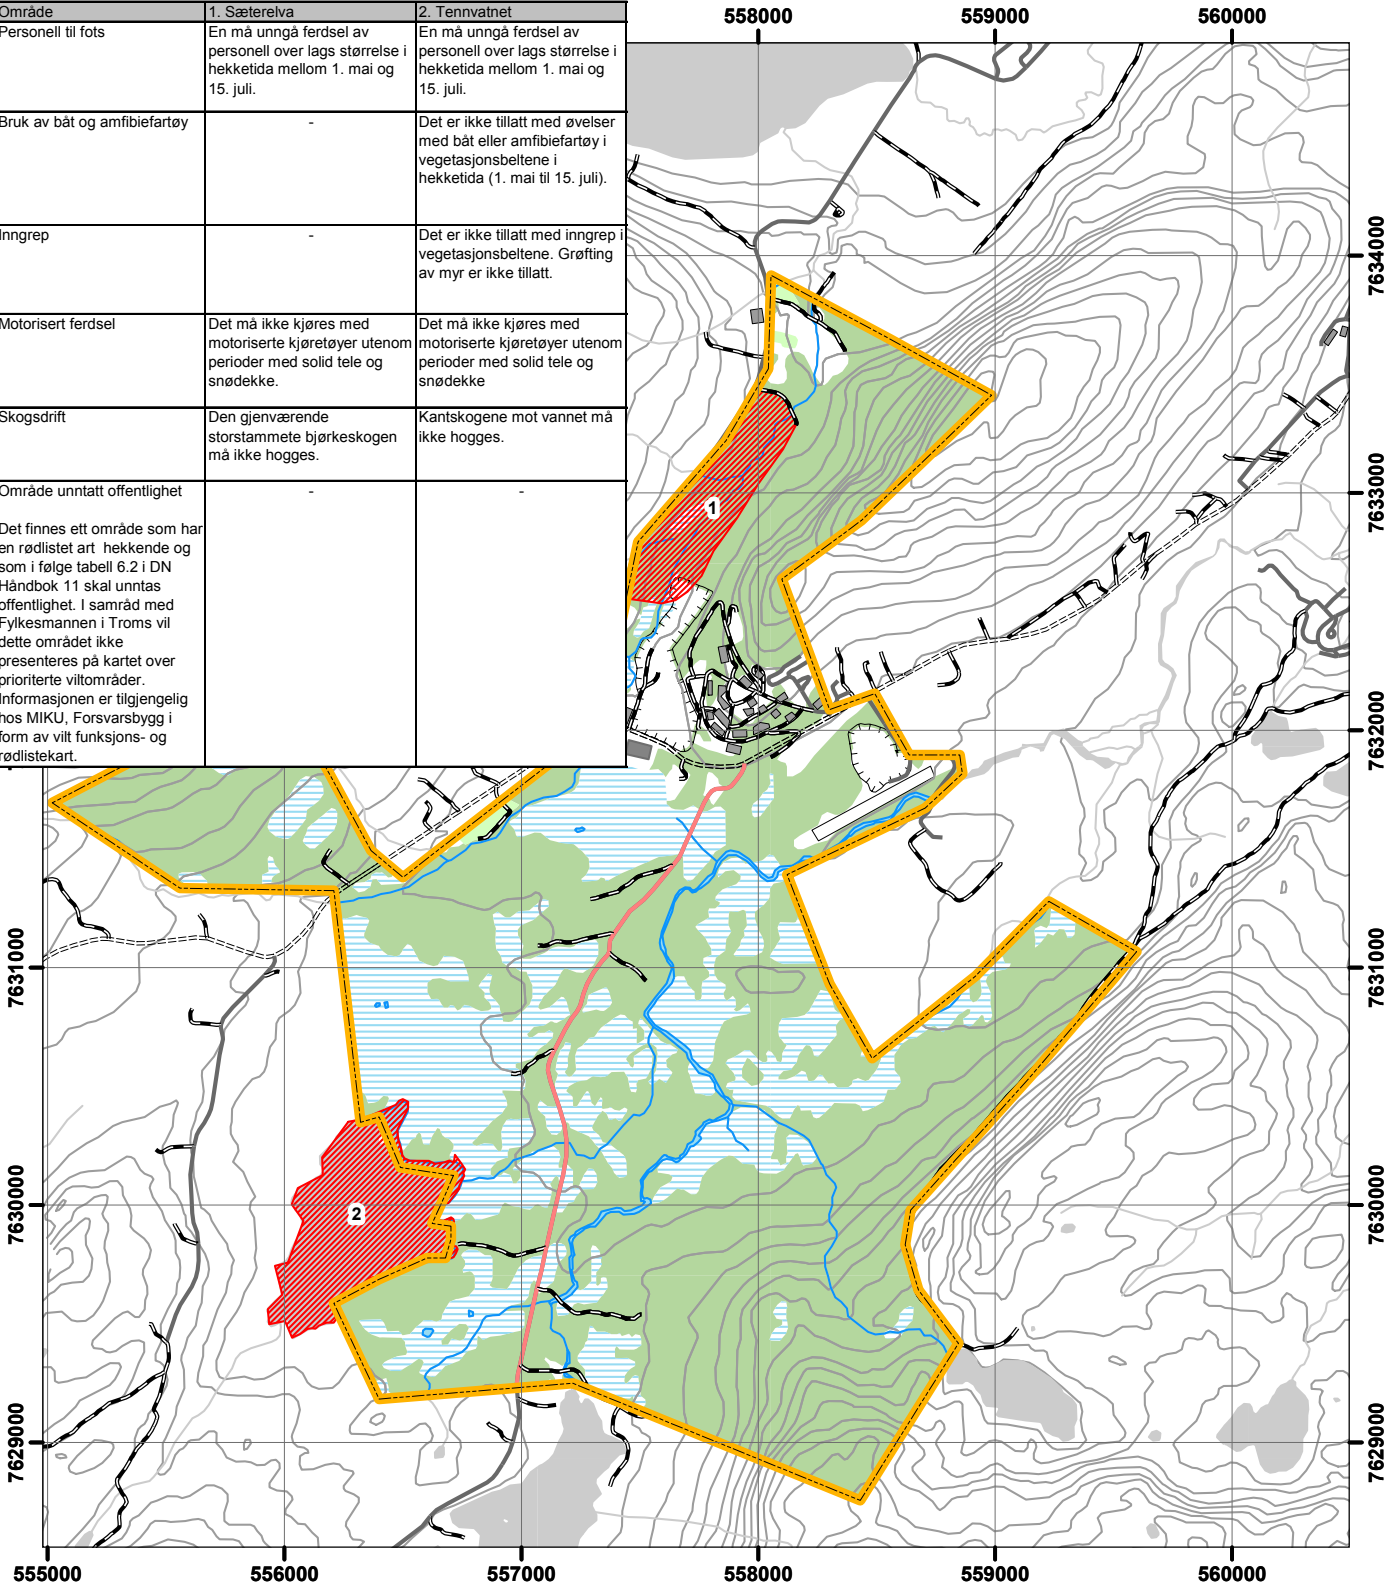 Område 1. Sæterelva 2. Tennvatnet
Personell til fots
En må unngå ferdsel av
personell over lags størrelse i
hekketida mellom 1. mai og
15. juli.
En må unngå ferdsel av
personell over lags størrelse i
hekketida mellom 1. mai og
15. juli.
Bruk av båt og amfibiefartøy
-
Det er ikke tillatt med øvelser
med båt eller amfibiefartøy i
vegetasjonsbeltene i
hekketida (1. mai til 15. juli).
Inngrep
-
Det er ikke tillatt med inngrep i
vegetasjonsbeltene. Grøfting
av myr er ikke tillatt.
Motorisert ferdsel
Det må ikke kjøres med
motoriserte kjøretøyer utenom
perioder med solid tele og
snødekke.
Det må ikke kjøres med
motoriserte kjøretøyer utenom
perioder med solid tele og
snødekke
Skogsdrift
Den gjenværende
storstammete bjørkeskogen
må ikke hogges.
Kantskogene mot vannet må
ikke hogges.
Område unntatt offentlighet
-
-
Det finnes ett område som har
en rødlistet art hekkende og
som i følge tabell 6.2 i DN
Håndbok 11 skal unntas
offentlighet. I samråd med
Fylkesmannen i Troms vil
dette området ikke
presenteres på kartet over
prioriterte viltområder.
Informasjonen er tilgjengelig
hos MIKU, Forsvarsbygg i
form av vilt funksjons- og
rødlistekart.
558000 559000 560000
7634000
7633000
7632000
7631000
7630000
7629000
1
2
7631000
7630000
7629000
555000 556000 557000 558000 559000 560000